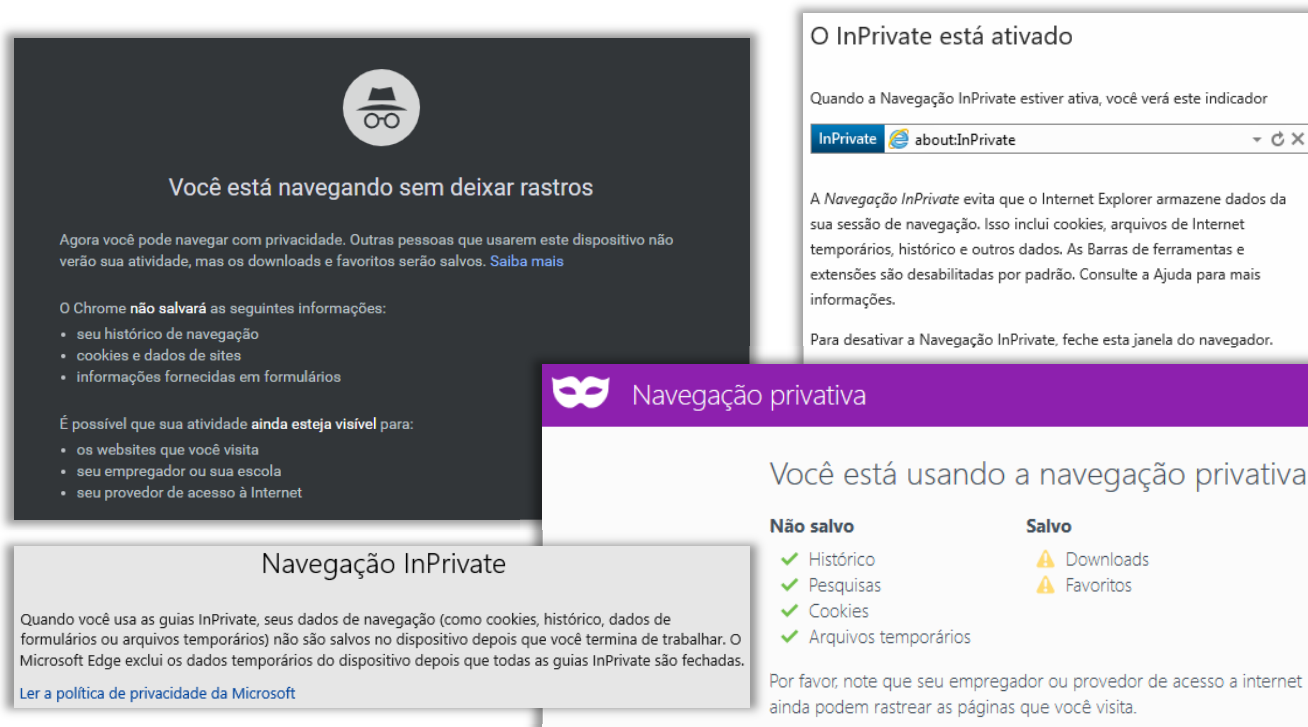 Você está navegando sem deixar rastros
Agora você pode navegar com privacidade. Outras pessoas que usarem este dispositivo não
verão sua atividade, mas os downloads e favoritos serão salvos. Saiba mais
O Chrome não salvará as seguintes informações:
• seu histórico de navegação
• cookies e dados de sites
• informações fornecidas em formulários
É possível que sua atividade ainda esteja visível para:
• os websites que você visita
• seu empregador ou sua escola
• seu provedor de acesso à Internet
O InPrivate está ativado
Quando a Navegação InPrivate estiver ativa, você verá este indicador
InPrivate about:InPrivate
A Navegação InPrivate evita que o Internet Explorer armazene dados da
sua sessão de navegação. Isso inclui cookies, arquivos de Internet
temporários, histórico e outros dados. As Barras de ferramentas e
extensões são desabilitadas por padrão. Consulte a Ajuda para mais
informações.
Para desativar a Navegação InPrivate, feche esta janela do navegador.
Navegação InPrivate
Quando você usa as guias InPrivate, seus dados de navegação (como cookies, histórico, dados de
formulários ou arquivos temporários) não são salvos no dispositivo depois que você termina de trabalhar. O
Microsoft Edge exclui os dados temporários do dispositivo depois que todas as guias InPrivate são fechadas.
Ler a política de privacidade da Microsoft
Navegação privativa
Você está usando a navegação privativa
Não salvo
Histórico
Pesquisas
Cookies
Arquivos temporários
Salvo
Downloads
Favoritos
Por favor, note que seu empregador ou provedor de acesso a internet
ainda podem rastrear as páginas que você visita.